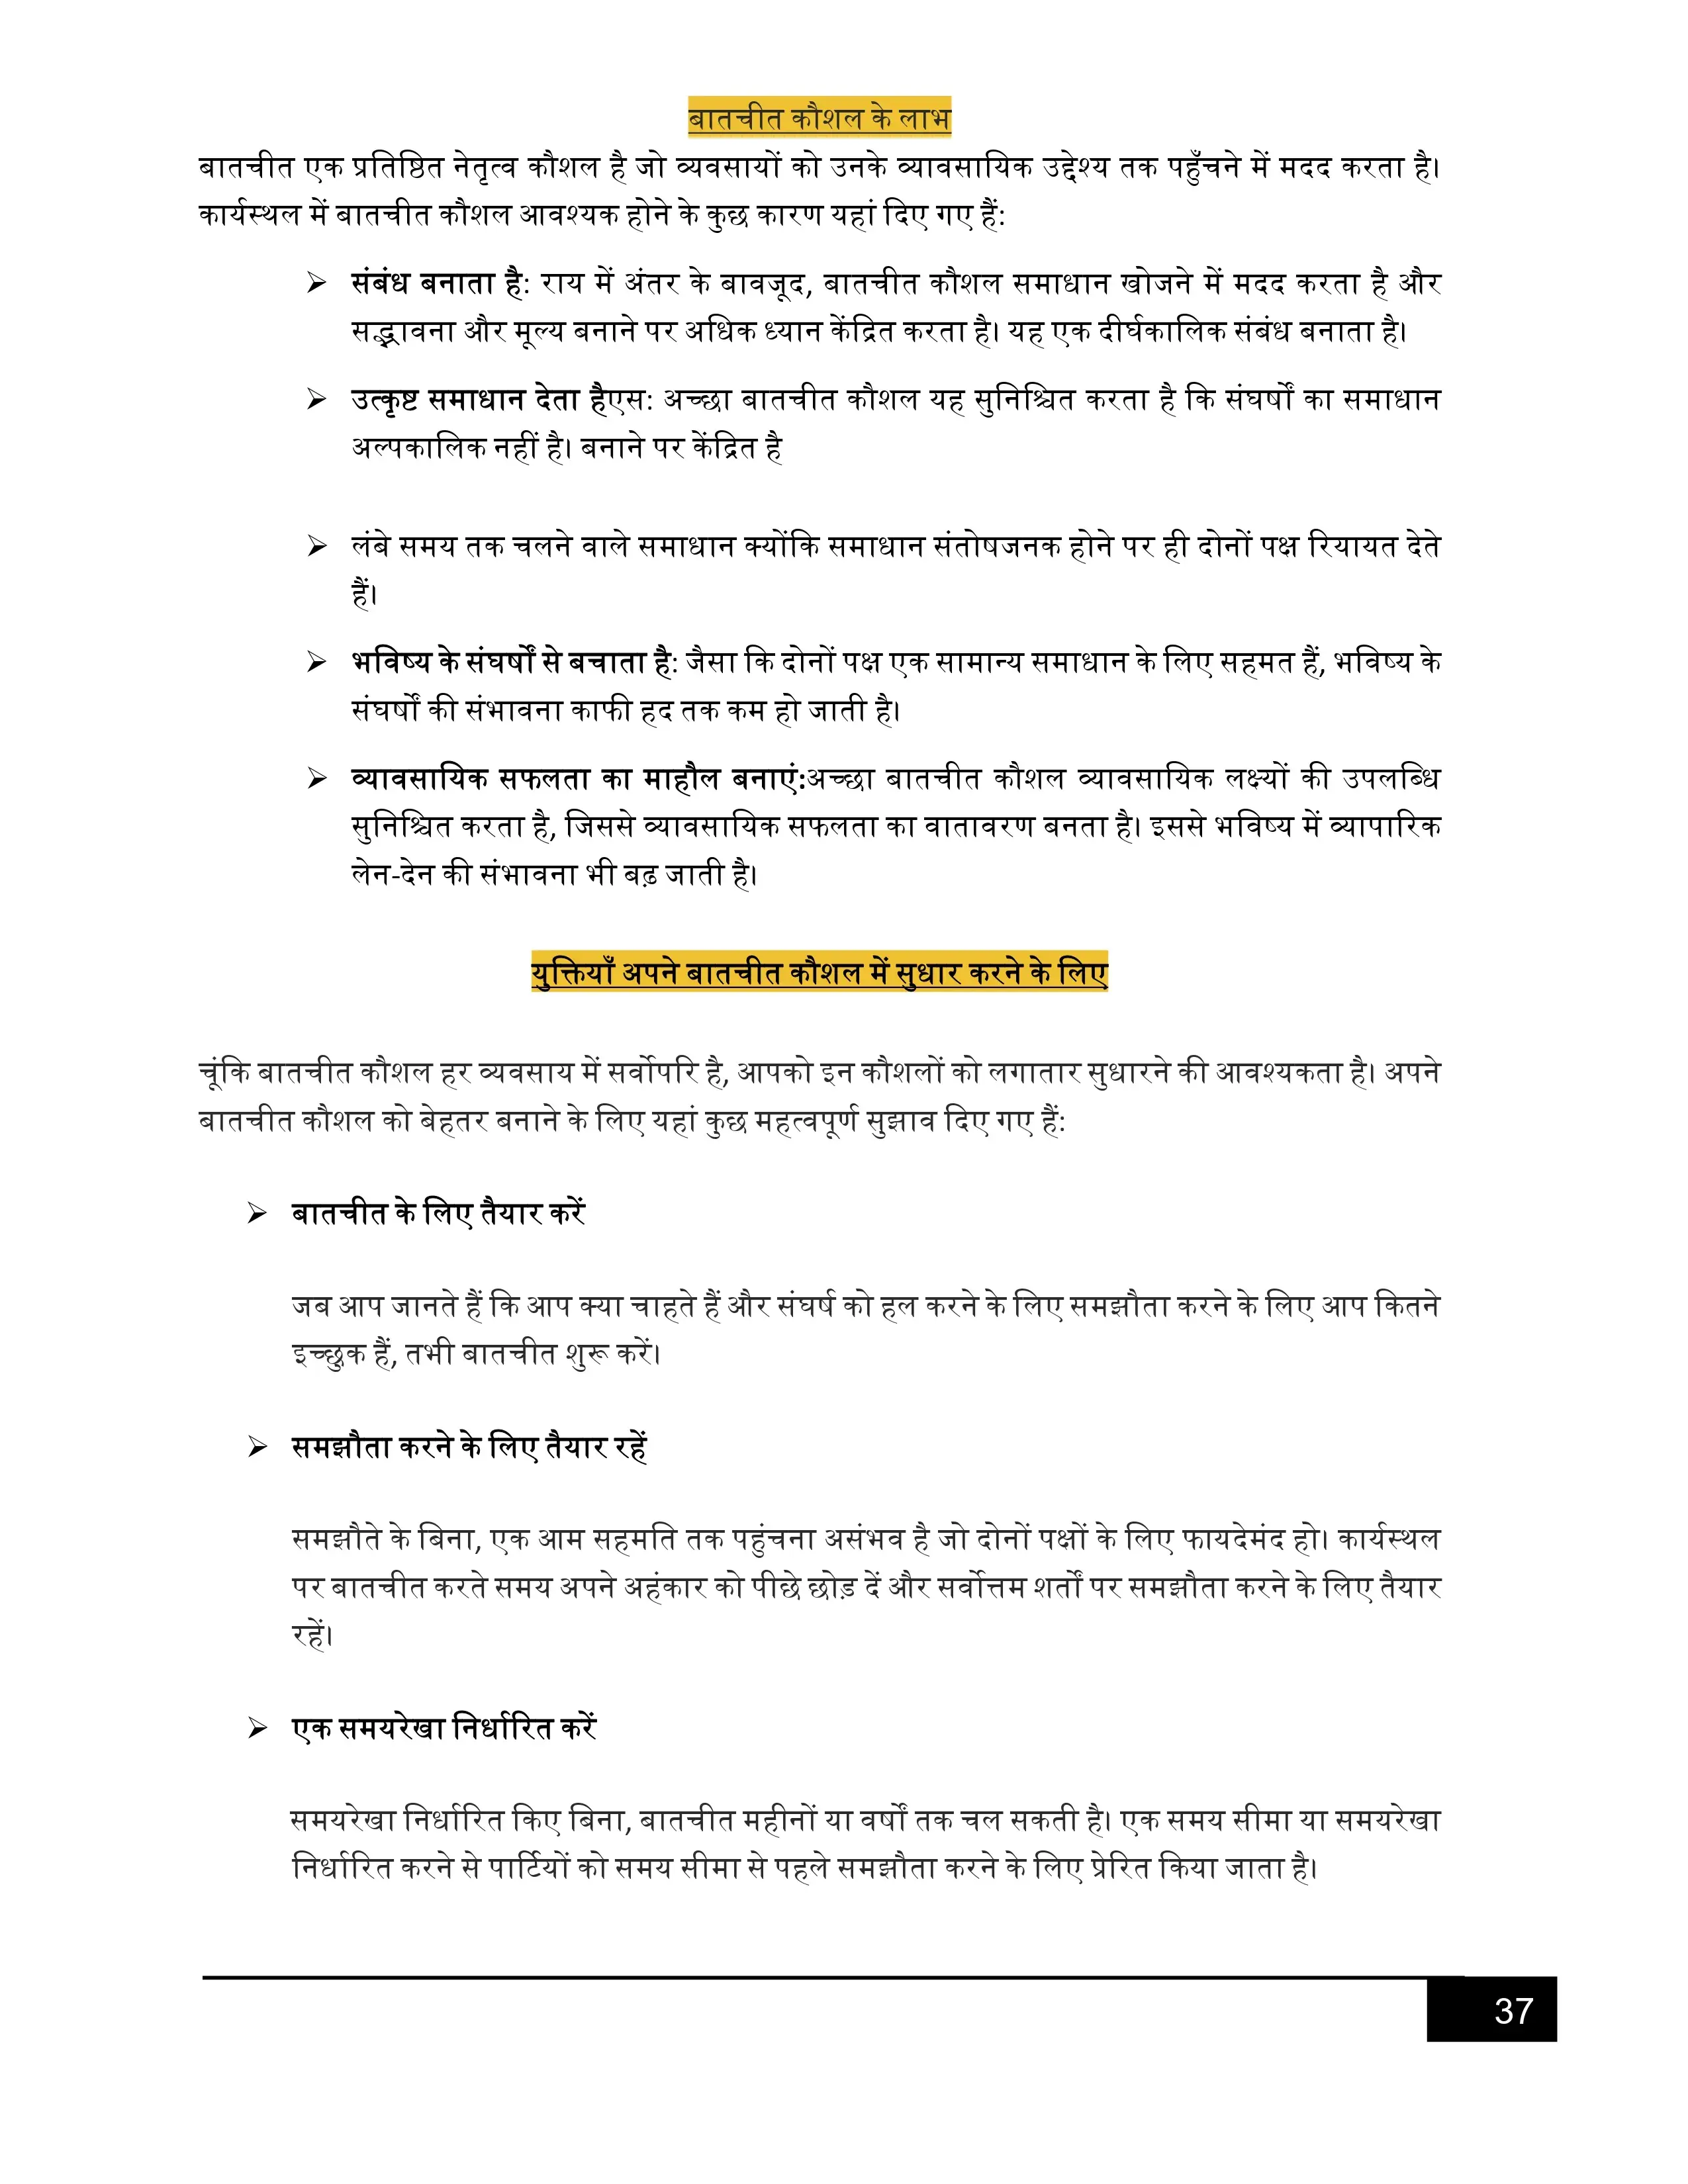 बातचीत कौशल के लाभ
बातचीत एक प्रतिष्ठित नेतृत्व कौशल है जो व्यवसायों को उनके व्यावसायिक उद्देश्य तक पहुँचने में मदद करता है।
कार्यस्थल में बातचीत कौशल आवश्यक होने के कुछ कारण यहां दिए गए हैं:
➢ संबंध बनाता है: राय में अंतर के बावजूद, बातचीत कौशल समाधान खोजने में मदद करता है और
सद्भावना और मूल्य बनाने पर अधिक ध्यान केंद्रित करता है। यह एक दीर्घकालिक संबंध बनाता है।
➢ उत्कृष्ट समाधान देता हैएस: अच्छा बातचीत कौशल यह सुनिश्चित करता है कि संघर्षों का समाधान
अल्पकालिक नहीं है। बनाने पर केंद्रित है
➢ लंबे समय तक चलने वाले समाधान क्योंकि समाधान संतोषजनक होने पर ही दोनों पक्ष रियायत देते
हैं।
➢ भविष्य के संघर्षों से बचाता है: जैसा कि दोनों पक्ष एक सामान्य समाधान के लिए सहमत हैं, भविष्य के
संघर्षों की संभावना काफी हद तक कम हो जाती है।
➢ व्यावसायिक सफलता का माहौल बनाएं:अच्छा बातचीत कौशल व्यावसायिक लक्ष्यों की उपलब्धि
सुनिश्चित करता है, जिससे व्यावसायिक सफलता का वातावरण बनता है। इससे भविष्य में व्यापारिक
लेन-देन की संभावना भी बढ़ जाती है।
युक्तियाँ अपने बातचीत कौशल में सुधार करने के लिए
चूंकि बातचीत कौशल हर व्यवसाय में सर्वोपरि है, आपको इन कौशलों को लगातार सुधारने की आवश्यकता है। अपने
बातचीत कौशल को बेहतर बनाने के लिए यहां कुछ महत्वपूर्ण सुझाव दिए गए हैं:
➢ बातचीत के लिए तैयार करें
जब आप जानते हैं कि आप क्या चाहते हैं और संघर्ष को हल करने के लिए समझौता करने के लिए आप कितने
इच्छुक हैं, तभी बातचीत शुरू करें।
➢ समझौता करने के लिए तैयार रहें
समझौते के बिना, एक आम सहमति तक पहुंचना असंभव है जो दोनों पक्षों के लिए फायदेमंद हो। कार्यस्थल
पर बातचीत करते समय अपने अहंकार को पीछे छोड़ दें और सर्वोत्तम शर्तों पर समझौता करने के लिए तैयार
रहें।
➢ एक समयरेखा निर्धारित करें
समयरेखा निर्धारित किए बिना, बातचीत महीनों या वर्षों तक चल सकती है। एक समय सीमा या समयरेखा
निर्धारित करने से पार्टियों को समय सीमा से पहले समझौता करने के लिए प्रेरित किया जाता है।
37